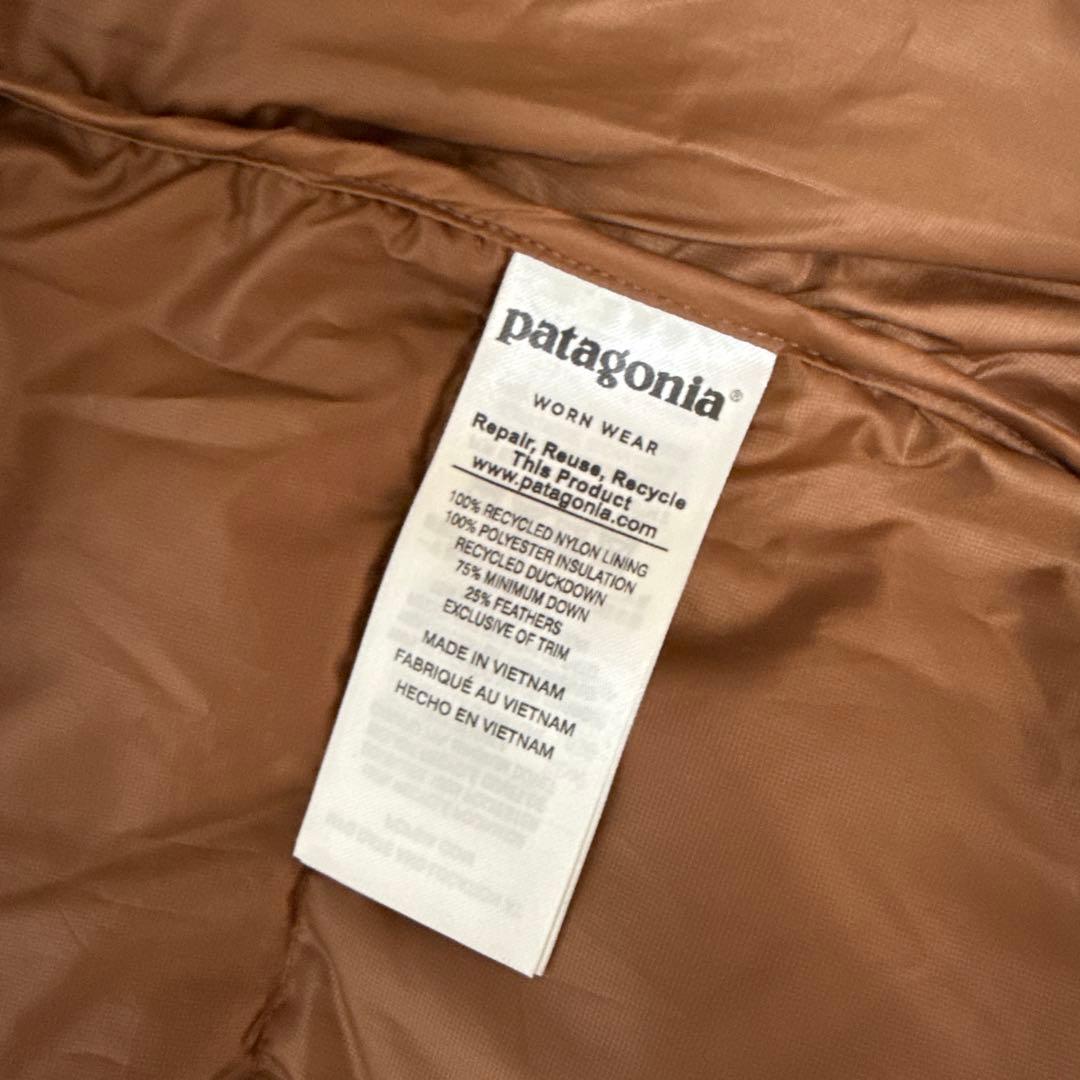 patagonia®
WORN WEAR
Repair, Reuse, Recycle
This Product
www.patagonia.com
100% RECYCLED NYLON LINING
100% POLYESTER INSULATION
RECYCLED DUCKDOWN
75% MINIMUM DOWN
25% FEATHERS
EXCLUSIVE OF TRIM
MADE IN VIETNAM
FABRIQUÉ AU VIETNAM
HECHO EN VIETNAM